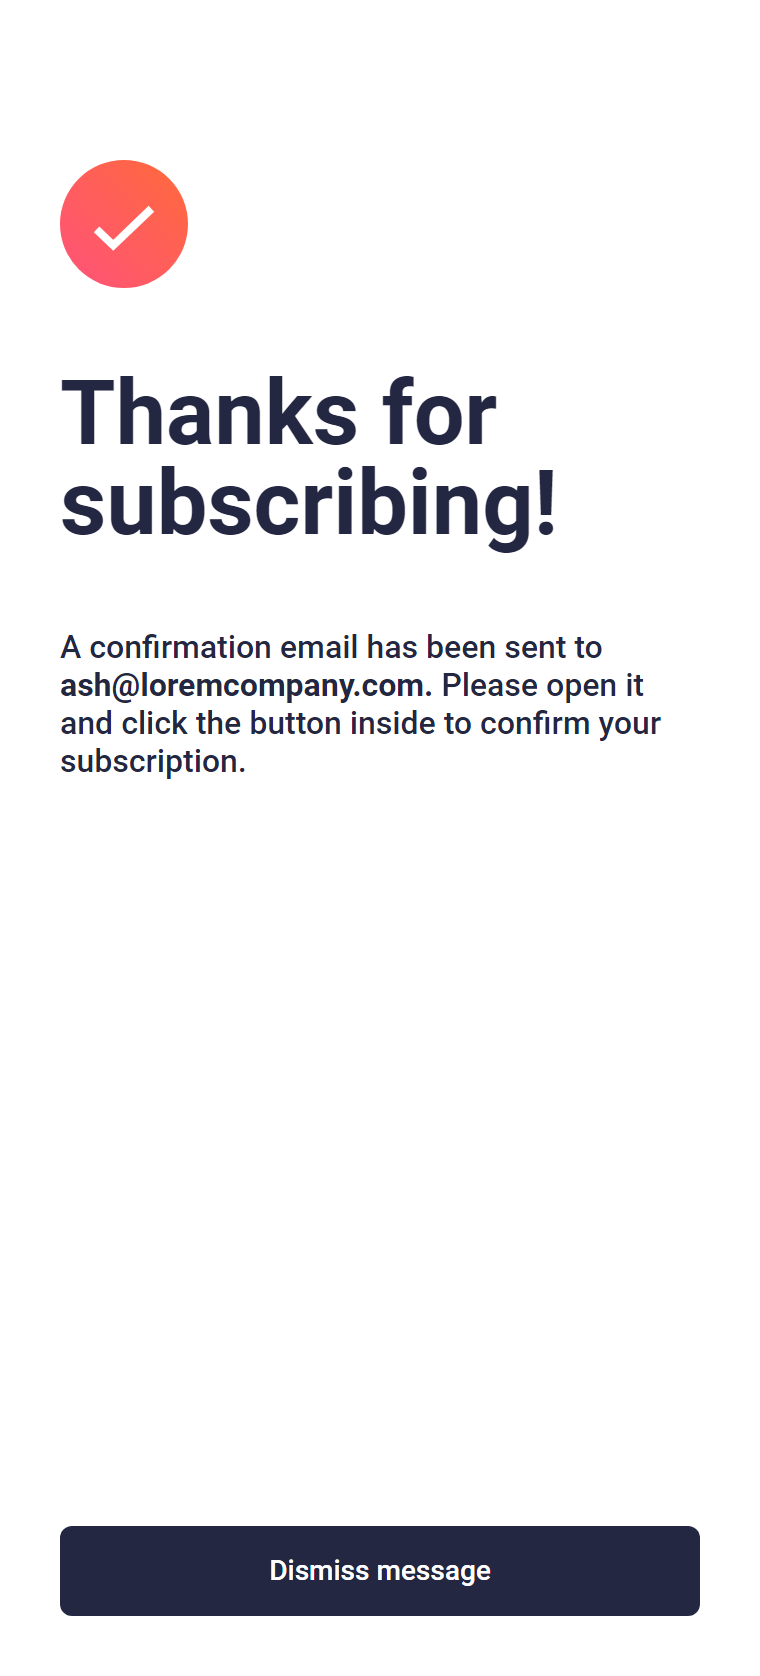 Thanks for
subscribing!
A confirmation email has been sent to
ash@loremcompany.com. Please open it
and click the button inside to confirm your
subscription.
Dismiss message